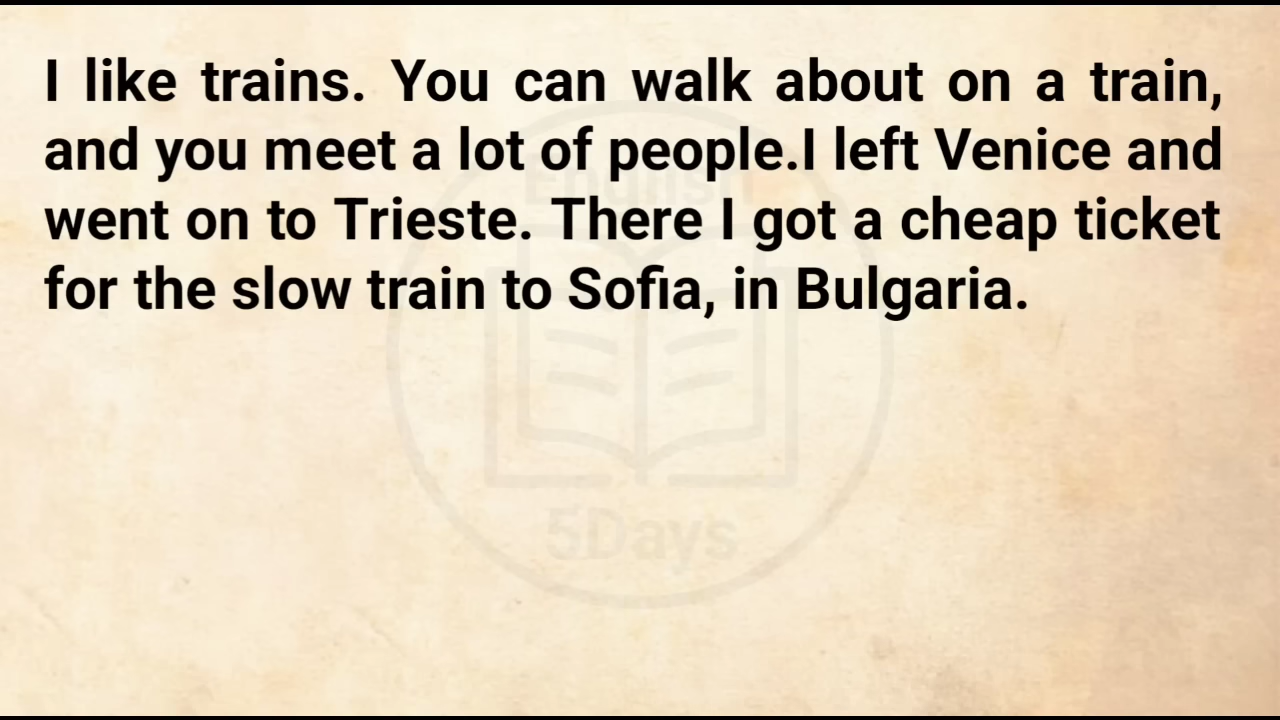 I like trains. You can walk about on a train,
and you meet a lot of people.I left Venice and
went on to Trieste. There I got a cheap ticket
for the slow train to Sofia, in Bulgaria.
English
5Days